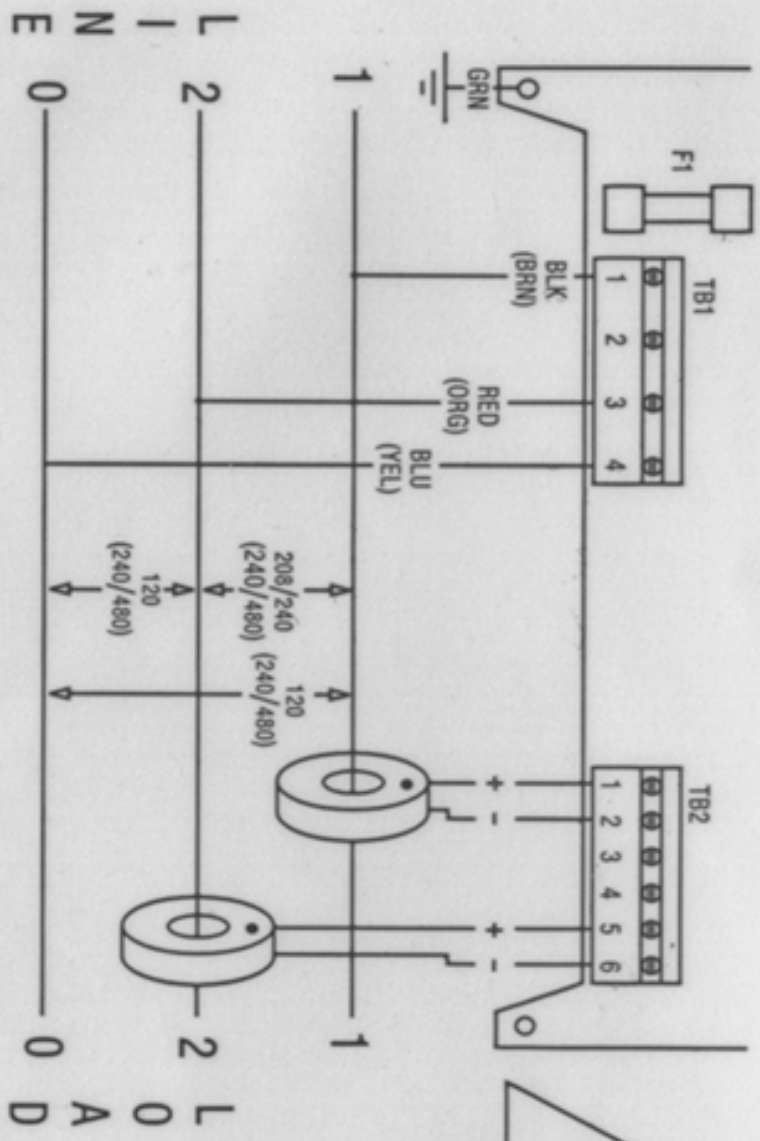 TB1
TB2
F1
1 2 3 4
1 2 3 4 5 6
GRN
BLK
(BRN)
RED
(ORG)
BLU
(YEL)
+ - + -
1
1
208/240
(240/480)
120
(240/480)
2
2
120
(240/480)
0
0
L
I
N
E
L
O
A
D